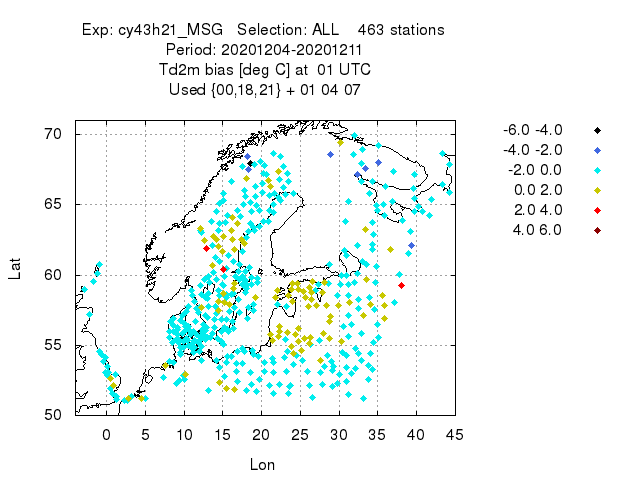 Exp: cy43h21_MSG   Selection: ALL    463 stations
Period: 20201204-20201211
Td2m bias [deg C] at  01 UTC
Used {00,18,21} + 01 04 07
-6.0 -4.0
-4.0 -2.0
-2.0 0.0
0.0 2.0
2.0 4.0
4.0 6.0
70
65
60
55
50
Lat
0 5 10 15 20 25 30 35 40 45
Lon